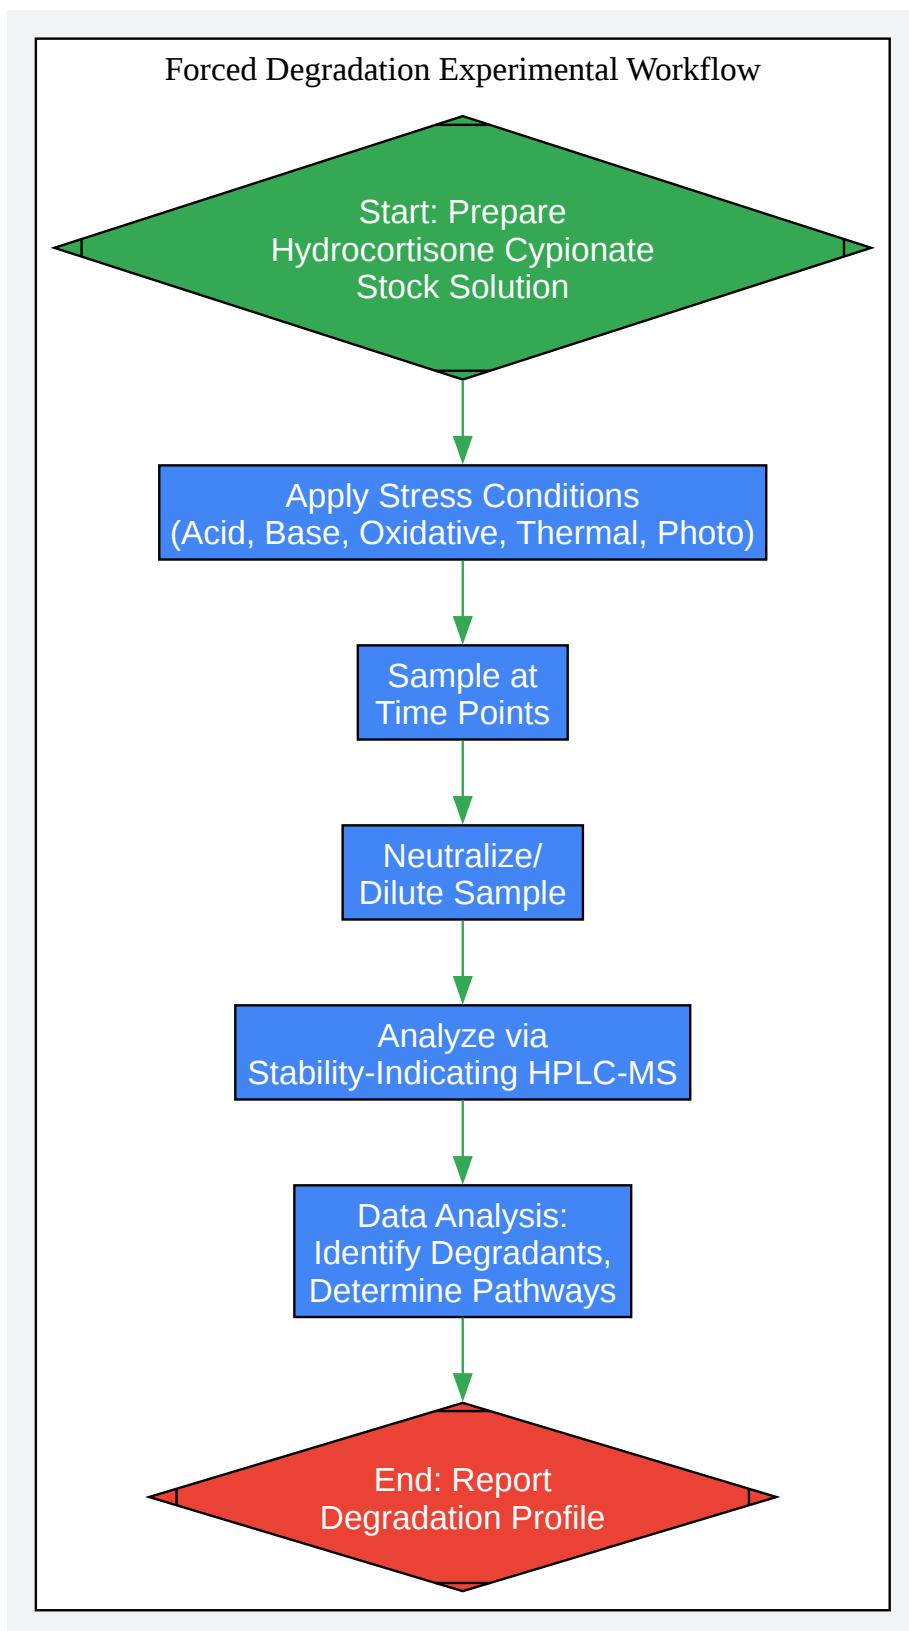 Forced Degradation Experimental Workflow
Start: Prepare
Hydrocortisone Cypionate
Stock Solution
Apply Stress Conditions
(Acid, Base, Oxidative, Thermal, Photo)
Sample at
Time Points
Neutralize/
Dilute Sample
Analyze via
Stability-Indicating HPLC-MS
Data Analysis:
Identify Degradants,
Determine Pathways
End: Report
Degradation Profile